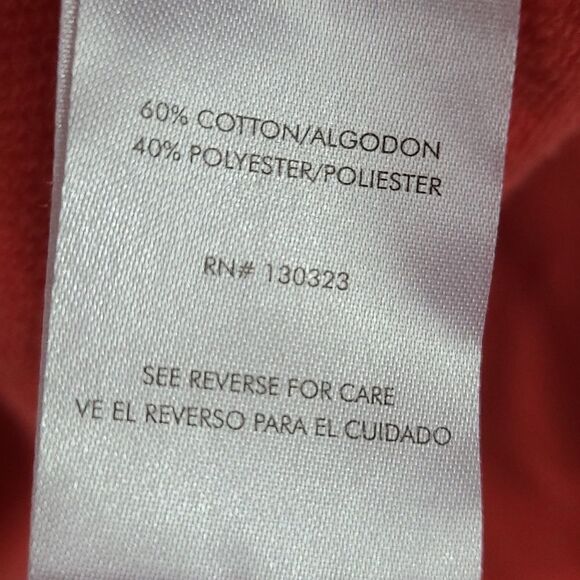 60% COTTON/ALGODON
40% POLYESTER/POLIESTER
RN# 130323
SEE REVERSE FOR CARE
VE EL REVERSO PARA EL CUIDADO